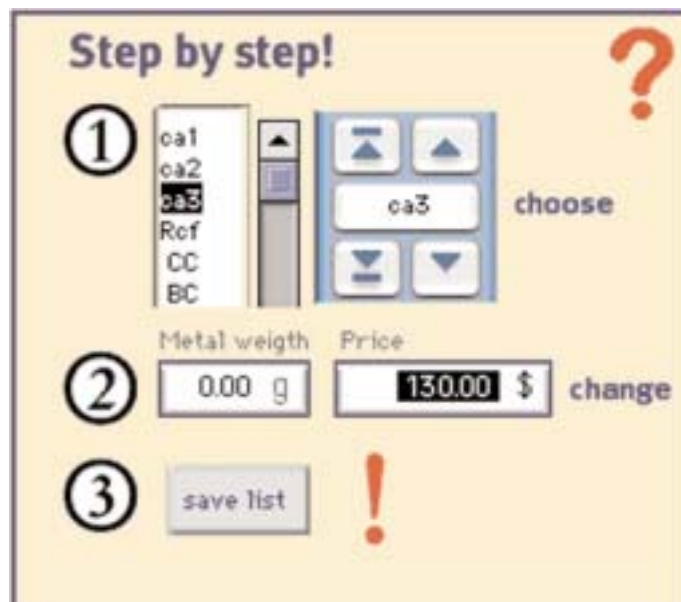 Step by step!
?
1
ca1
ca2
ca3
Rcf
CC
BC
ca3
choose
Metal weigth
Price
2
0.00 g
130.00 $
change
3
save list
!